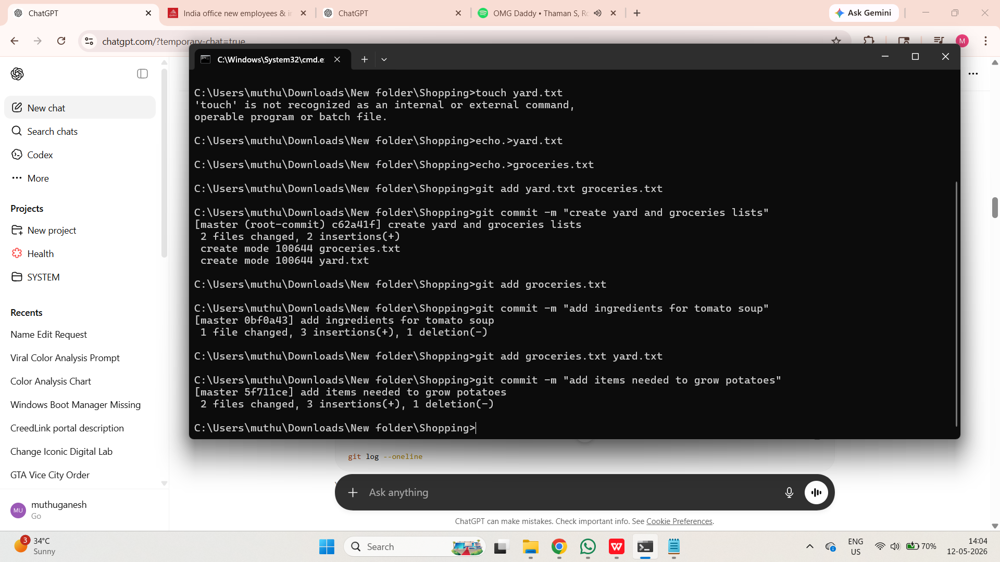 ChatGPT
India office new employees & i
ChatGPT
OMG Daddy • Thaman S, Ro
Ask Gemini
chatgpt.com/?temporary-chat=true
M
C:\Windows\System32\cmd.e
New chat
Search chats
Codex
More
Projects
New project
Health
SYSTEM
Recents
Name Edit Request
Viral Color Analysis Prompt
Color Analysis Chart
Windows Boot Manager Missing
CreedLink portal description
Change Iconic Digital Lab
GTA Vice City Order
MU
muthuganesh
Go
C:\Users\muthu\Downloads\New folder\Shopping>touch yard.txt
'touch' is not recognized as an internal or external command,
operable program or batch file.
C:\Users\muthu\Downloads\New folder\Shopping>echo.>yard.txt
C:\Users\muthu\Downloads\New folder\Shopping>echo.>groceries.txt
C:\Users\muthu\Downloads\New folder\Shopping>git add yard.txt groceries.txt
C:\Users\muthu\Downloads\New folder\Shopping>git commit -m "create yard and groceries lists"
[master (root-commit) c62a41f] create yard and groceries lists
2 files changed, 2 insertions(+)
create mode 100644 groceries.txt
create mode 100644 yard.txt
C:\Users\muthu\Downloads\New folder\Shopping>git add groceries.txt
C:\Users\muthu\Downloads\New folder\Shopping>git commit -m "add ingredients for tomato soup"
[master 0bf0a43] add ingredients for tomato soup
1 file changed, 3 insertions(+), 1 deletion(-)
C:\Users\muthu\Downloads\New folder\Shopping>git add groceries.txt yard.txt
C:\Users\muthu\Downloads\New folder\Shopping>git commit -m "add items needed to grow potatoes"
[master 5f711ce] add items needed to grow potatoes
2 files changed, 3 insertions(+), 1 deletion(-)
C:\Users\muthu\Downloads\New folder\Shopping>
git log --oneline
Ask anything
ChatGPT can make mistakes. Check important info. See Cookie Preferences.
3
34°C
Sunny
Search
ENG
US
70%
14:04
12-05-2026